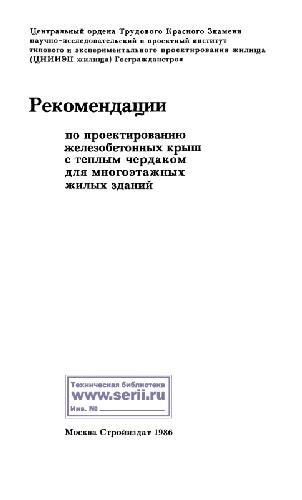 Центральный ордена Трудового Красного Знамени
научно-исследовательский и проектный институт
типового и экспериментального проектирования жилища
(ЦНИИЭП жилища) Госгражданстроя
Рекомендации
по проектированию
железобетонных крыш
с теплым чердаком
для многоэтажных
жилых зданий
Техническая библиотека
www.serii.ru
Инв. №
Москва Стройиздат 1986